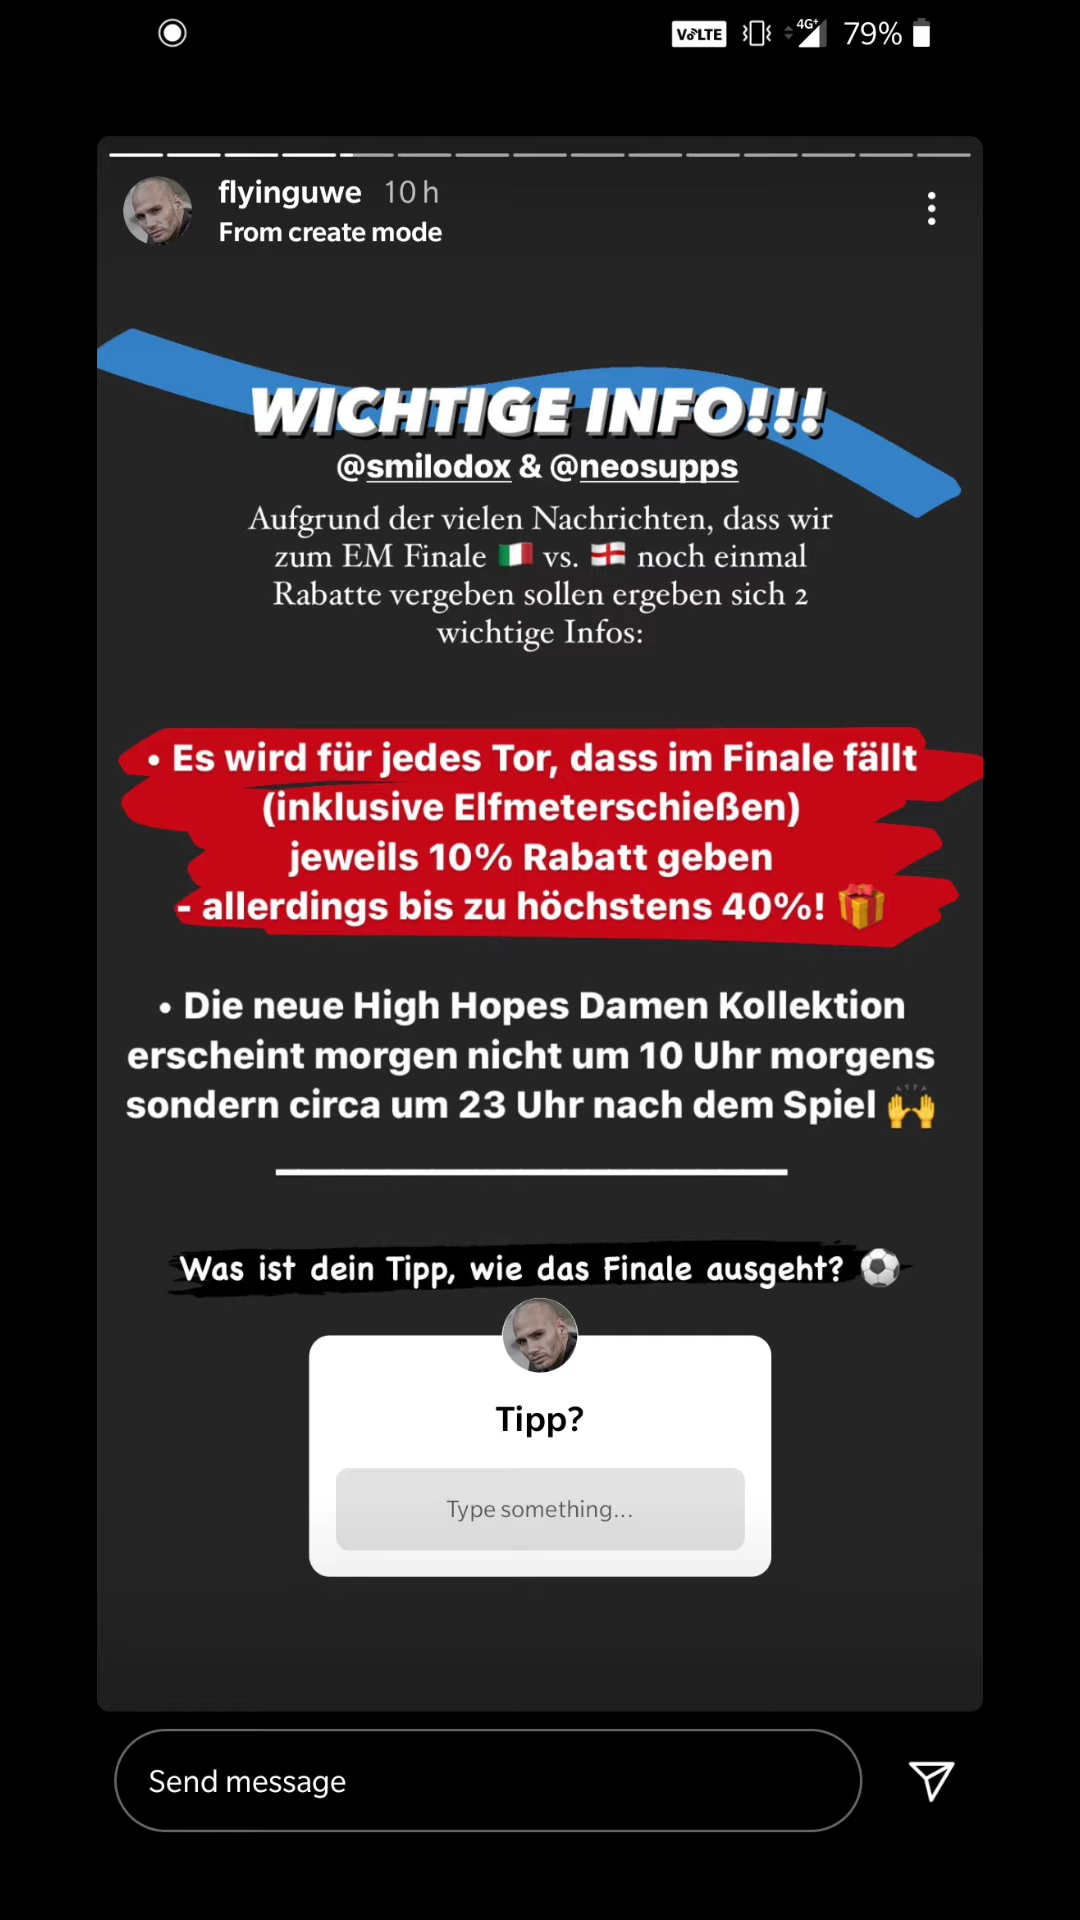 VoLTE 4G+ 79%
flyinguwe 10 h
From create mode
WICHTIGE INFO!!!
@smilodox & @neosupps
Aufgrund der vielen Nachrichten, dass wir
zum EM Finale 🇮🇹 vs. 🏴󠁧󠁢󠁥󠁮󠁧󠁿 noch einmal
Rabatte vergeben sollen ergeben sich 2
wichtige Infos:
• Es wird für jedes Tor, dass im Finale fällt
(inklusive Elfmeterschießen)
jeweils 10% Rabatt geben
- allerdings bis zu höchstens 40%! 🎁
• Die neue High Hopes Damen Kollektion
erscheint morgen nicht um 10 Uhr morgens
sondern circa um 23 Uhr nach dem Spiel 🙌
Was ist dein Tipp, wie das Finale ausgeht? ⚽
Tipp?
Type something...
Send message